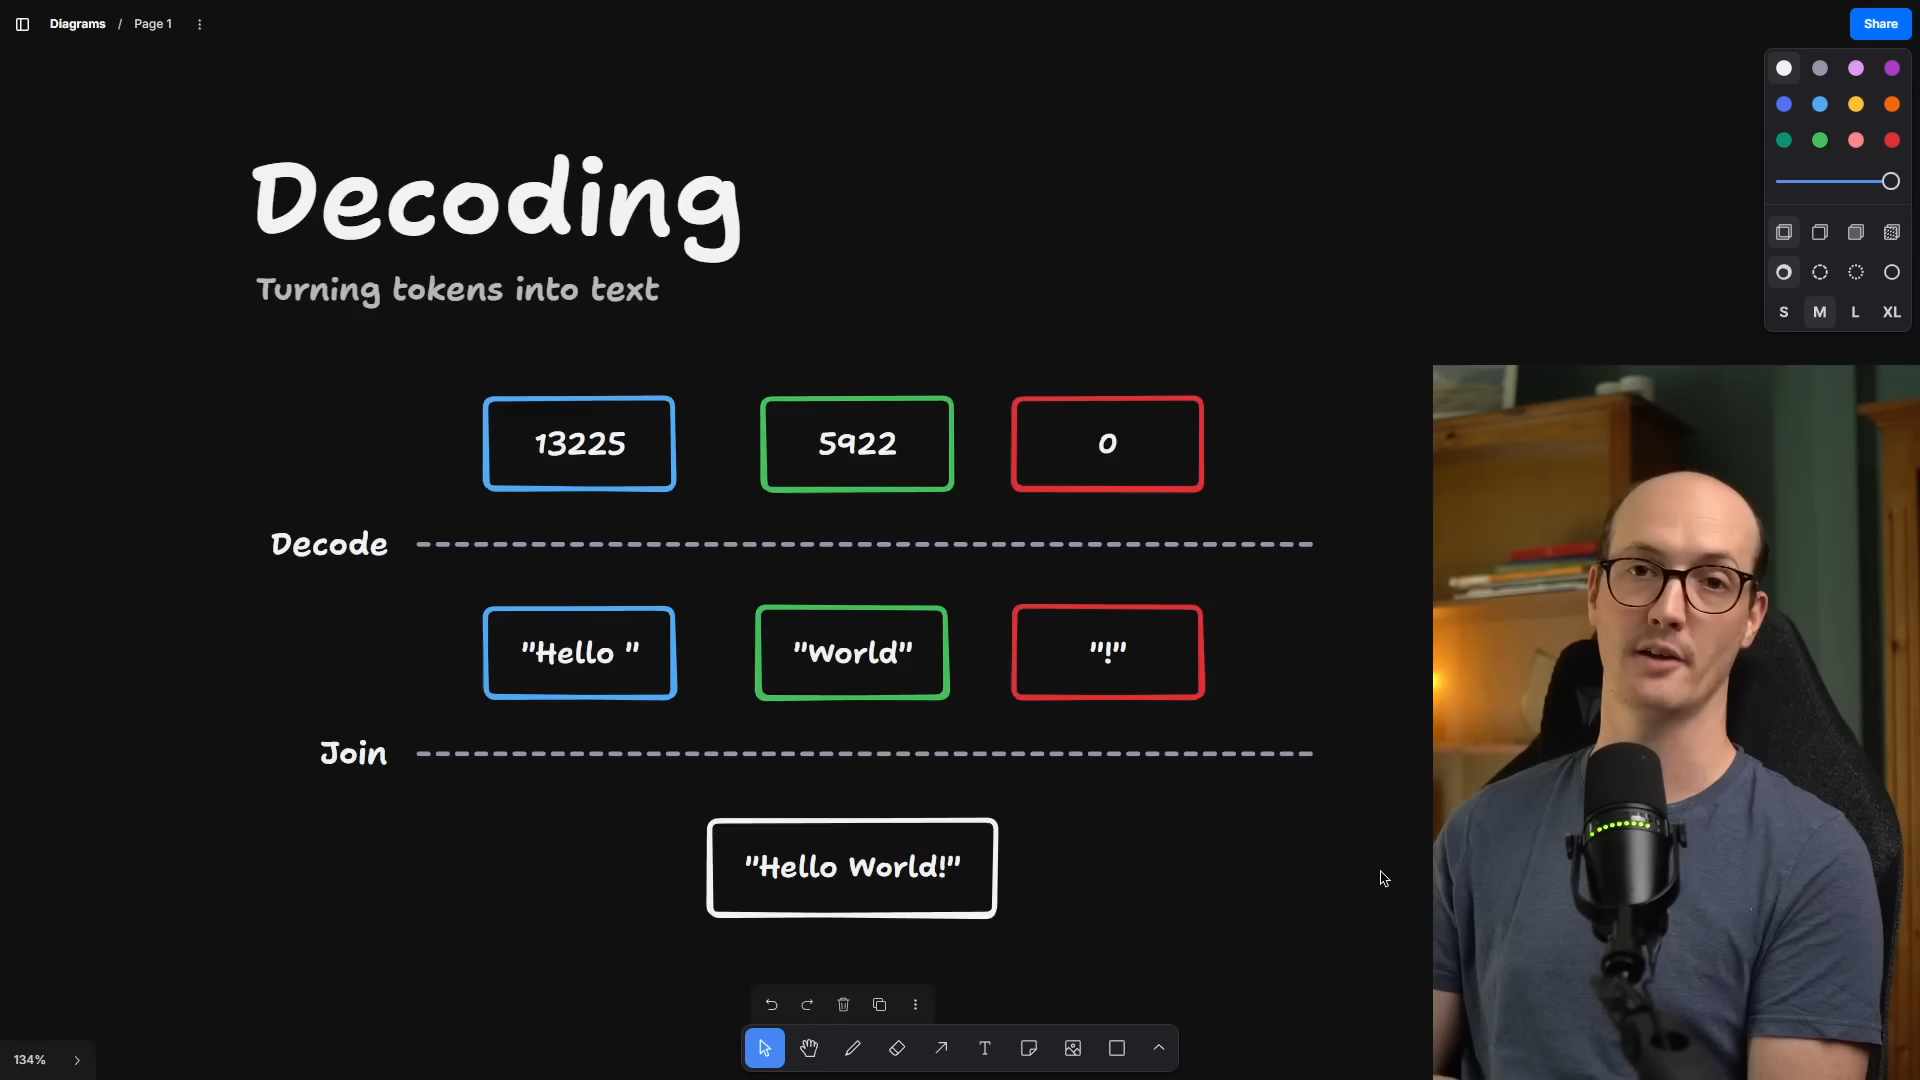 Diagrams / Page 1
Share
S M L XL
Decoding
Turning tokens into text
13225 5922 0
Decode
"Hello " "World" "!"
Join
"Hello World!"
134%